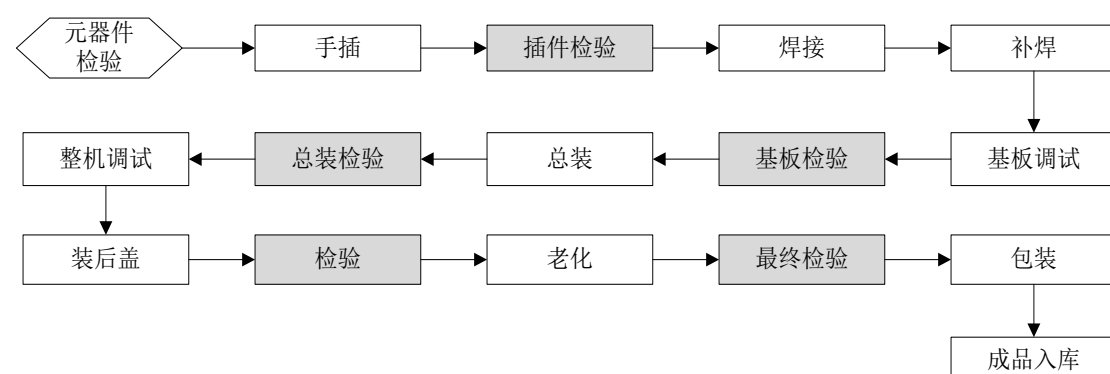 元器件
检验
手插
插件检验
焊接
补焊
整机调试
总装检验
总装
基板检验
基板调试
装后盖
检验
老化
最终检验
包装
成品入库